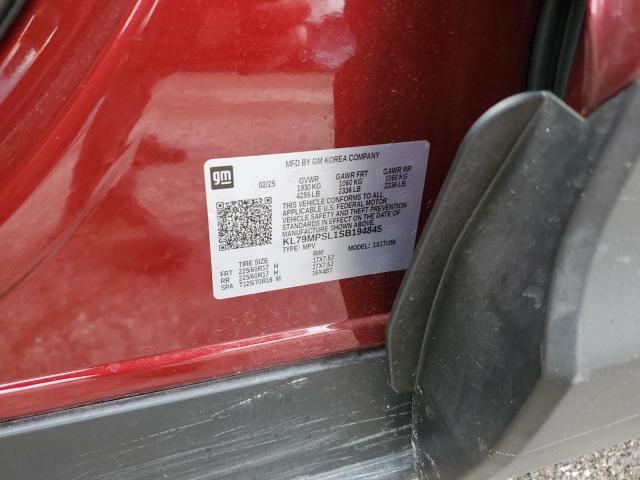 MFD BY GM KOREA COMPANY
gm
02/25 GVWR GAWR FRT GAWR RR
1930 KG 1060 KG 1060 KG
4255 LB 2336 LB 2336 LB
THIS VEHICLE CONFORMS TO ALL
APPLICABLE U.S. FEDERAL MOTOR
VEHICLE SAFETY AND THEFT PREVENTION
STANDARDS IN EFFECT ON THE DATE OF
MANUFACTURE SHOWN ABOVE.
KL79MPSL1SB194845
TYPE: MPV MODEL: 1S1TU56
TIRE SIZE RIM
FRT 225/60R17 H 17X7.5J
RR 225/60R17 H 17X7.5J
SPA T125/70R16 M 16X4BT